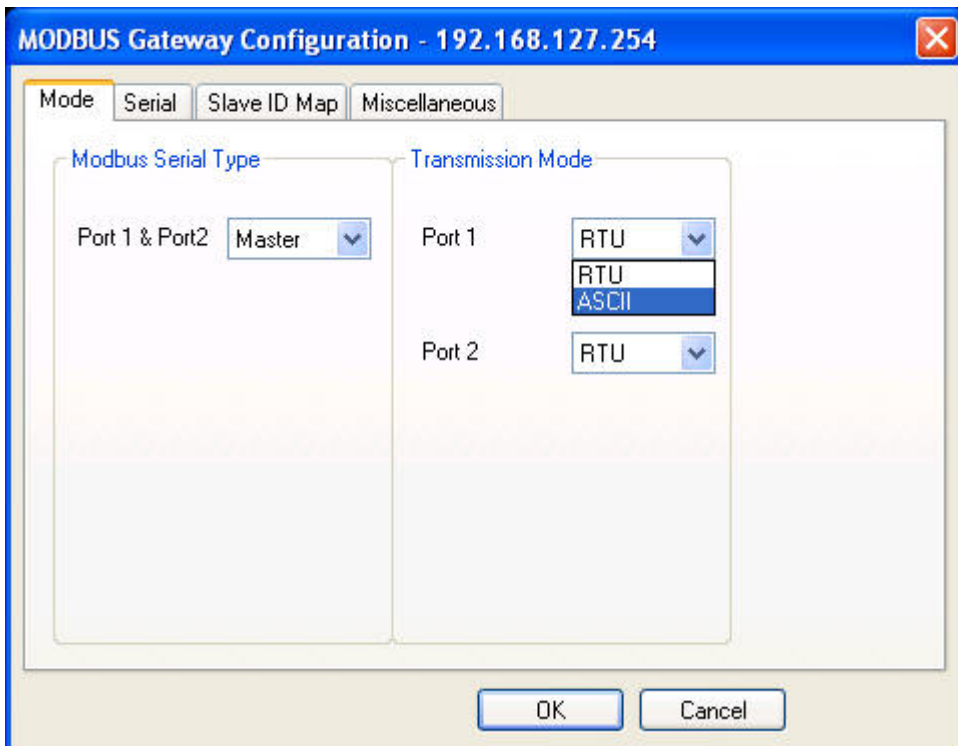 MODBUS Gateway Configuration - 192.168.127.254
Mode Serial Slave ID Map Miscellaneous
Modbus Serial Type Transmission Mode
Port 1 & Port2 Master Port 1 RTU
RTU
ASCII
Port 2 RTU
OK Cancel